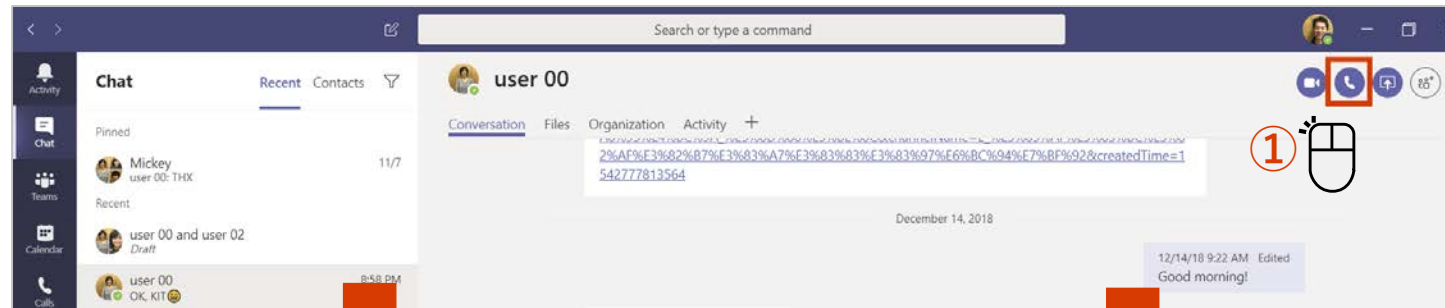 Search or type a command
Activity
Chat
Teams
Calendar
Calls
Chat
Recent Contacts
Pinned
Mickey 11/7
user 00: THX
Recent
user 00 and user 02
Draft
user 00 8:58 PM
OK, KIT😄
user 00
Conversation Files Organization Activity +
2%AF%E3%82%B7%E3%83%A7%E3%83%83%E3%83%97%E6%BC%94%E7%BF%92&createdTime=1
542777813564
①
December 14, 2018
12/14/18 9:22 AM Edited
Good morning!